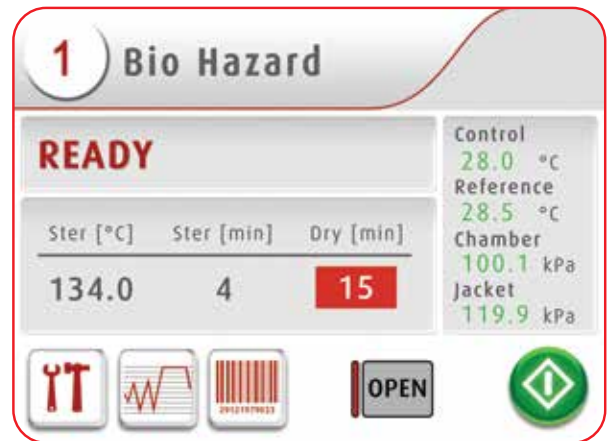 1 Bio Hazard
READY
Control
28.0 °C
Reference
28.5 °C
Chamber
100.1 kPa
Jacket
119.9 kPa
Ster [°C] Ster [min] Dry [min]
134.0 4 15
29121979023
OPEN